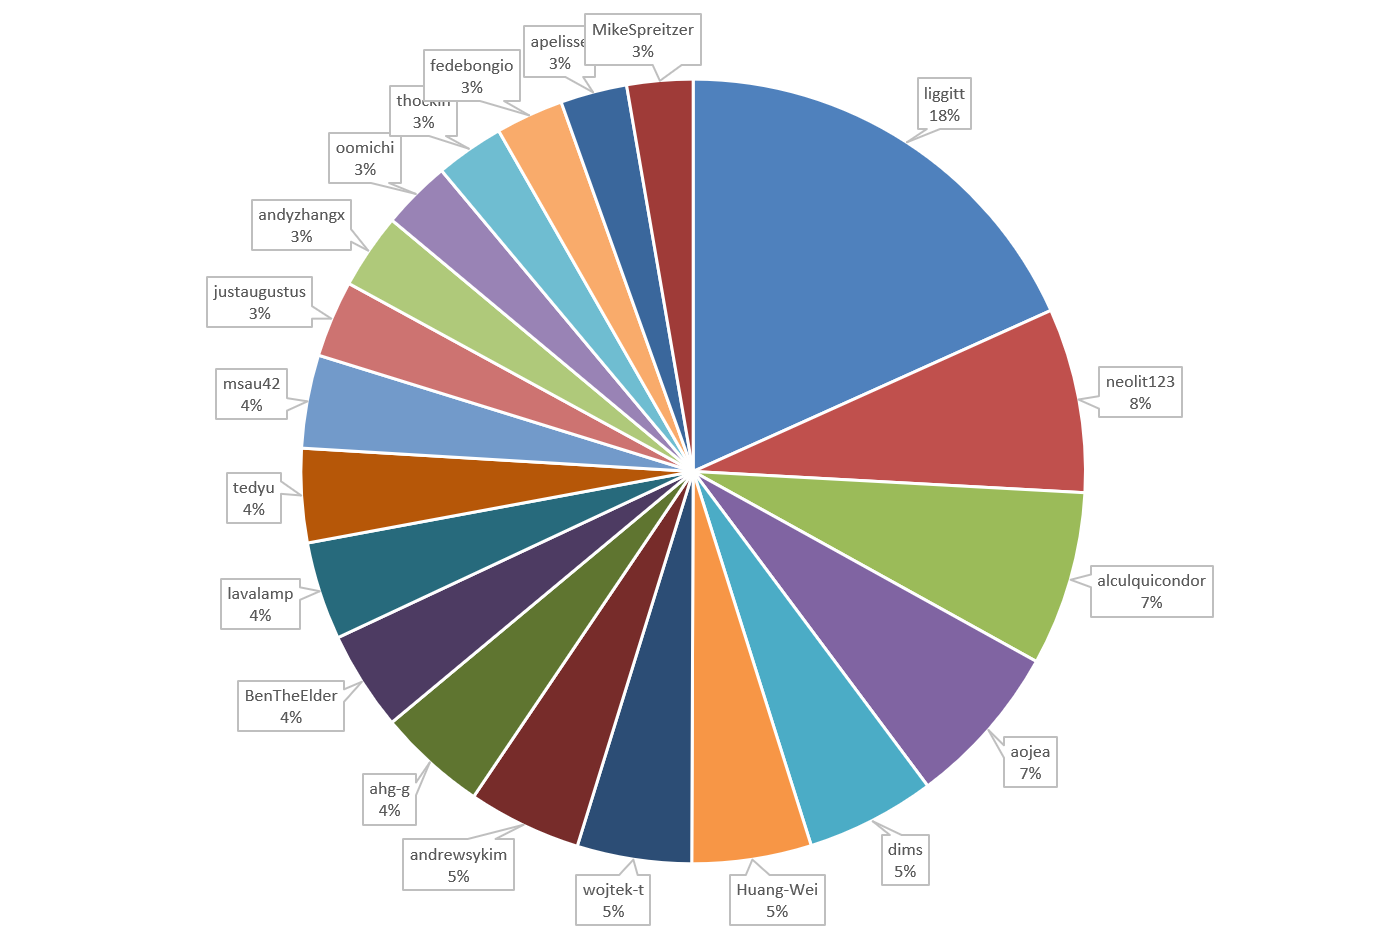 liggitt
18%
neolit123
8%
alculquicondor
7%
aojea
7%
dims
5%
Huang-Wei
5%
wojtek-t
5%
andrewsykim
5%
ahg-g
4%
BenTheElder
4%
lavalamp
4%
tedyu
4%
msau42
4%
justaugustus
3%
andyzhangx
3%
oomichi
3%
thockin
3%
fedebongio
3%
apelisse
3%
MikeSpreitzer
3%